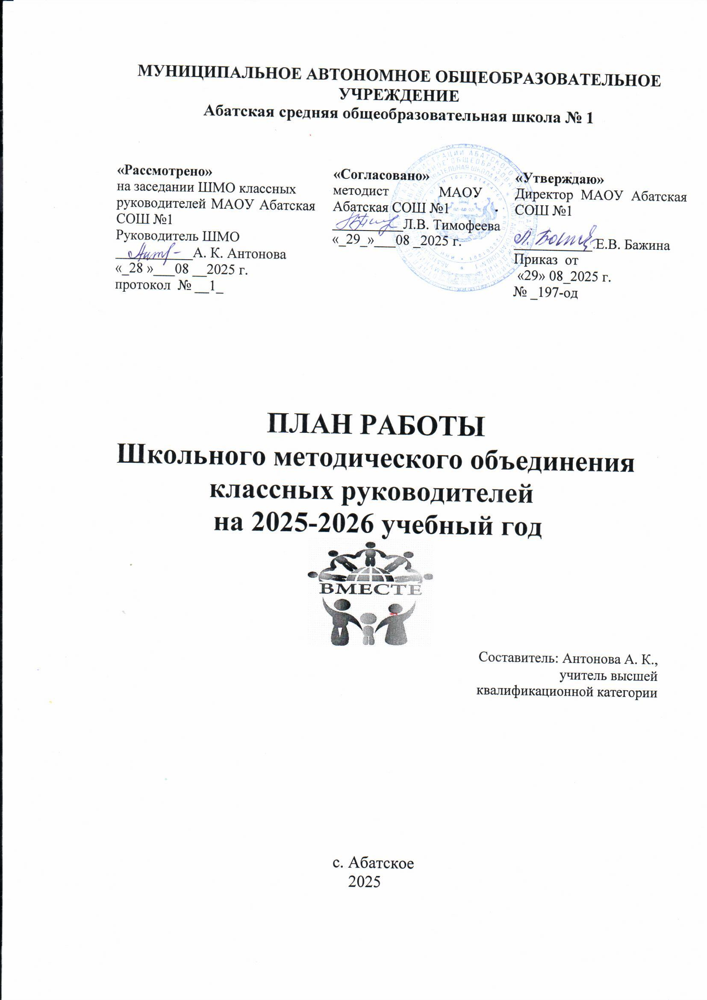 МУНИЦИПАЛЬНОЕ АВТОНОМНОЕ ОБЩЕОБРАЗОВАТЕЛЬНОЕ
УЧРЕЖДЕНИЕ
Абатская средняя общеобразовательная школа № 1
«Рассмотрено»
на заседании ШМО классных
руководителей МАОУ Абатская
СОШ №1
Руководитель ШМО
___________А. К. Антонова
«_28 »___08 __2025 г.
протокол № __1_
«Согласовано»
методист МАОУ
Абатская СОШ №1
__________Л.В. Тимофеева
«_29_»___08 _2025 г.
«Утверждаю»
Директор МАОУ Абатская
СОШ №1
___________.Е.В. Бажина
Приказ от
«29» 08_2025 г.
№ _197-од
ПЛАН РАБОТЫ
Школьного методического объединения
классных руководителей
на 2025-2026 учебный год
ВМЕСТЕ
Составитель: Антонова А. К.,
учитель высшей
квалификационной категории
с. Абатское
2025